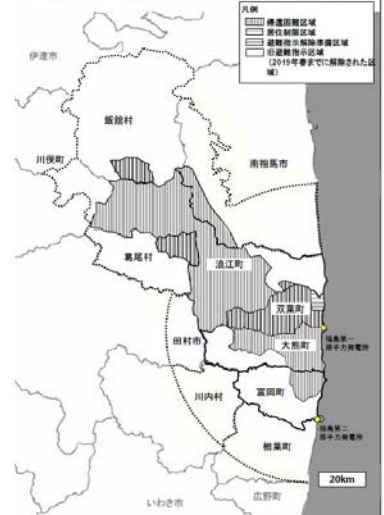 凡例
帰還困難区域
居住制限区域
避難指示解除準備区域
旧避難指示区域
(2019年春までに解除された区
域)
伊達市
飯舘村
川俣町
南相馬市
葛尾村
浪江町
双葉町
福島第一
原子力発電所
大熊町
田村市
富岡町
川内村
福島第二
原子力発電所
楢葉町
20km
いわき市
広野町